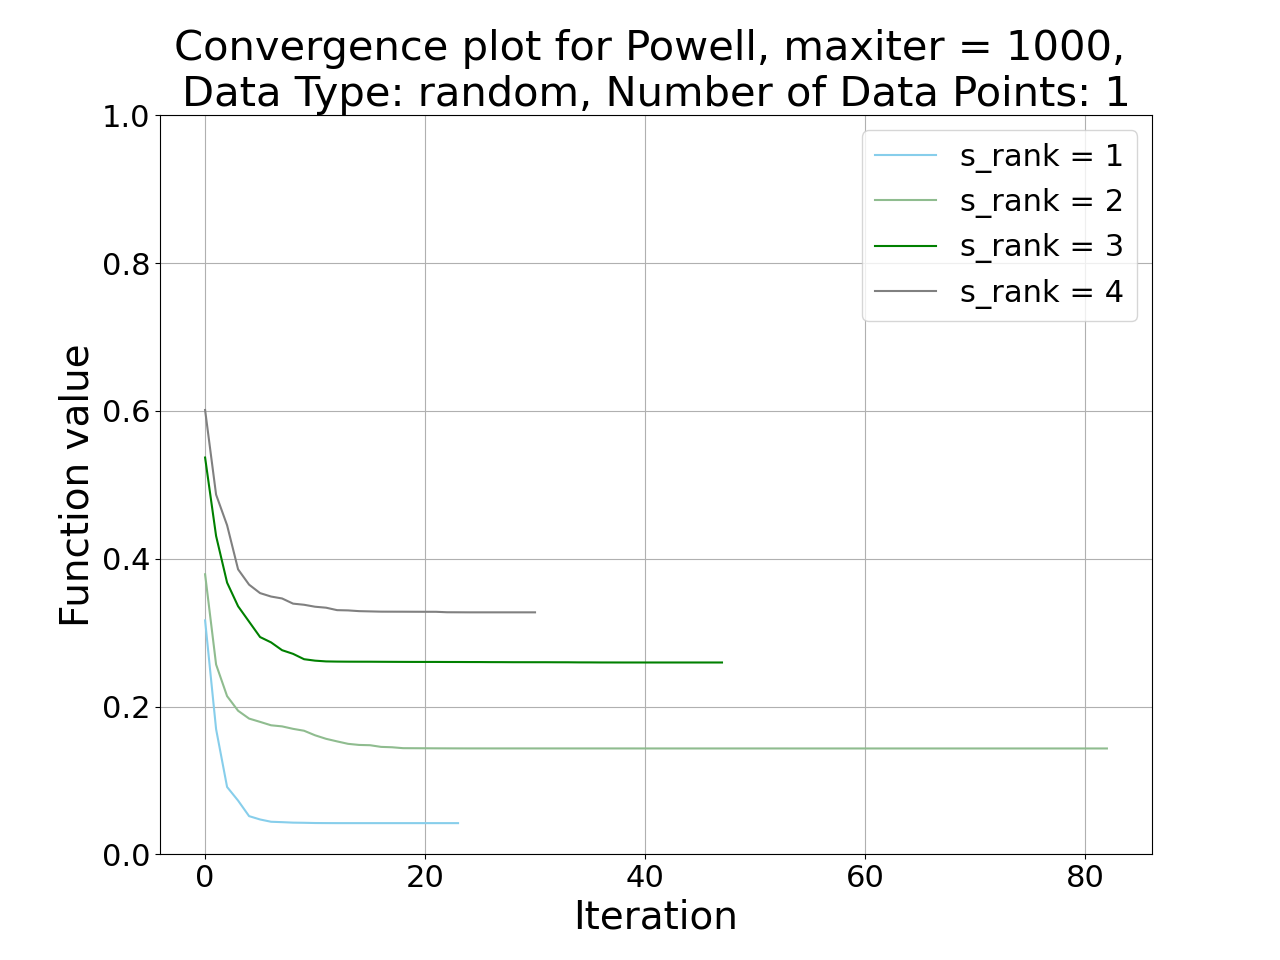 Convergence plot for Powell, maxiter = 1000,
Data Type: random, Number of Data Points: 1
1.0
0.8
0.6
0.4
0.2
0.0
Function value
s_rank = 1
s_rank = 2
s_rank = 3
s_rank = 4
0 20 40 60 80
Iteration